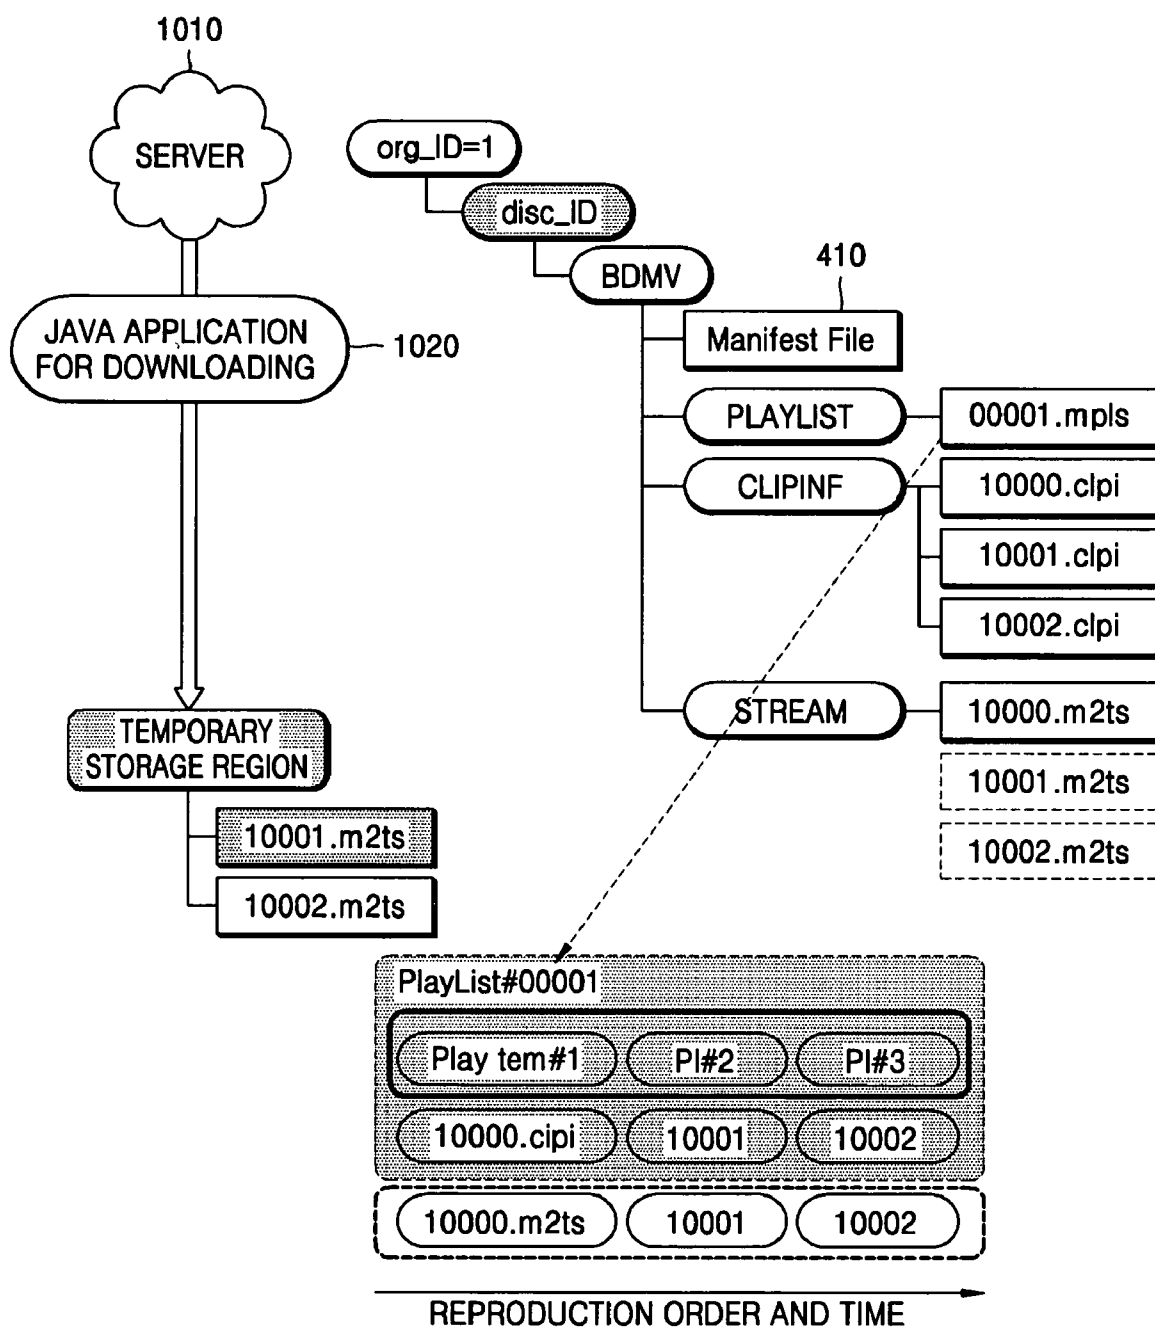 1010
SERVER
JAVA APPLICATION
FOR DOWNLOADING
1020
TEMPORARY
STORAGE REGION
10001.m2ts
10002.m2ts
org_ID=1
disc_ID
BDMV
410
Manifest File
PLAYLIST
00001.mpls
CLIPINF
10000.clpi
10001.clpi
10002.clpi
STREAM
10000.m2ts
10001.m2ts
10002.m2ts
PlayList#00001
Play tem#1 PI#2 PI#3
10000.cipi 10001 10002
10000.m2ts 10001 10002
REPRODUCTION ORDER AND TIME